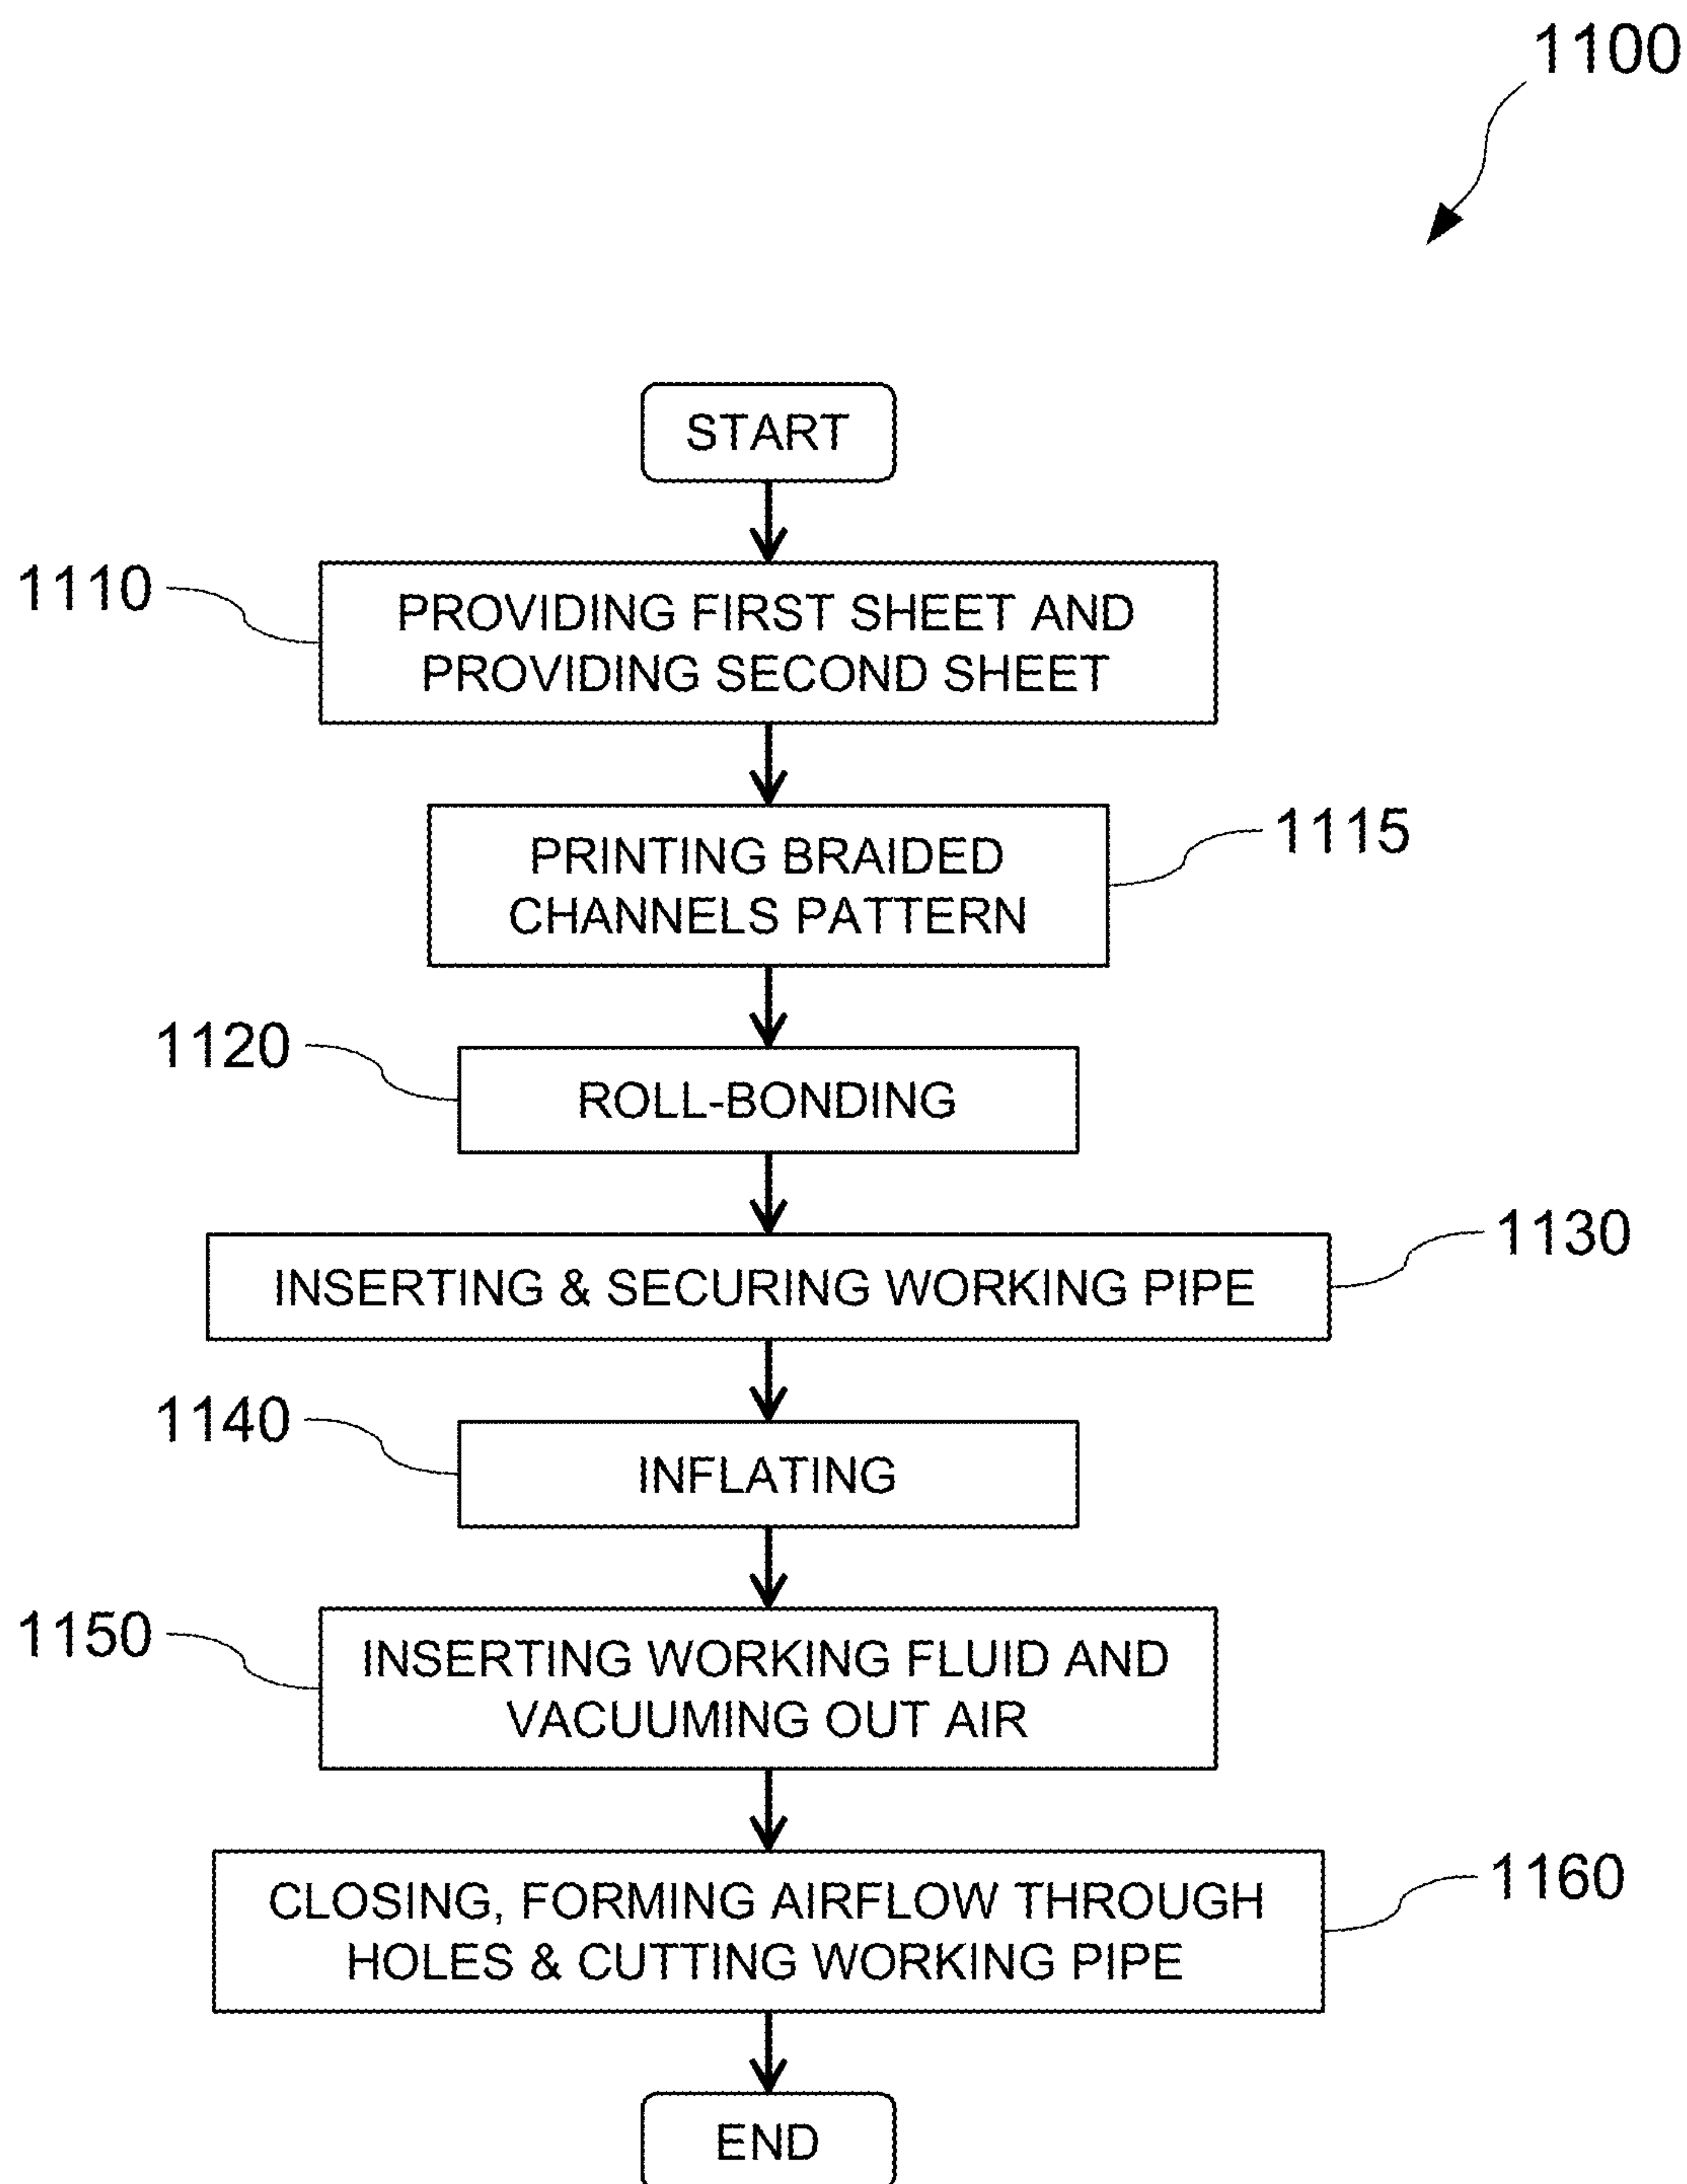 1100
START
1110
PROVIDING FIRST SHEET AND
PROVIDING SECOND SHEET
PRINTING BRAIDED
CHANNELS PATTERN
1115
1120
ROLL-BONDING
INSERTING & SECURING WORKING PIPE
1130
1140
INFLATING
1150
INSERTING WORKING FLUID AND
VACUUMING OUT AIR
CLOSING, FORMING AIRFLOW THROUGH
HOLES & CUTTING WORKING PIPE
1160
END